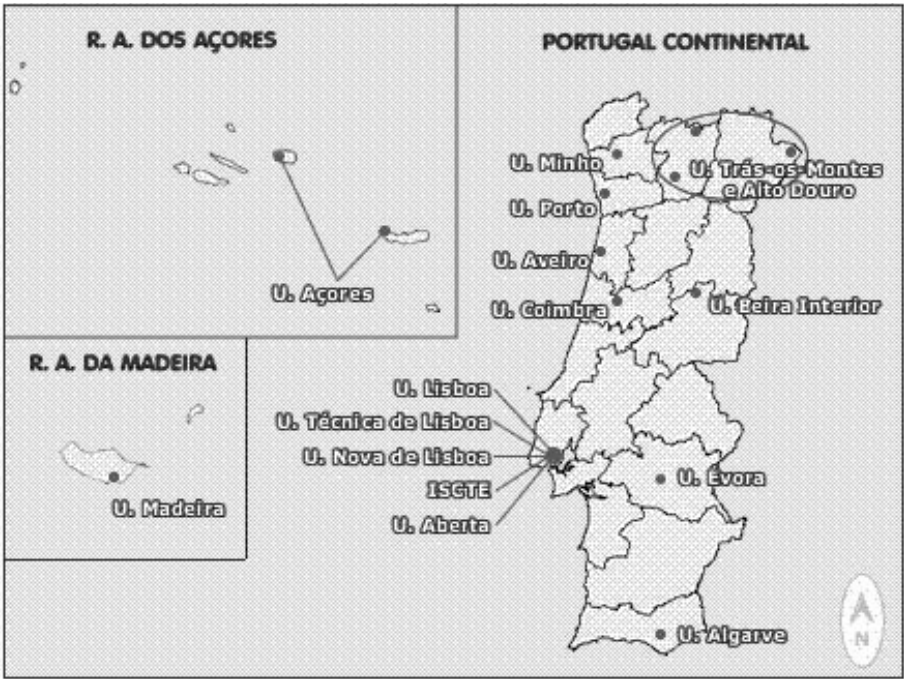 R. A. DOS AÇORES
U. Açores
R. A. DA MADEIRA
U. Madeira
PORTUGAL CONTINENTAL
U. Minho
U. Trás-os-Montes
e Alto Douro
U. Porto
U. Aveiro
U. Coimbra
U. Beira Interior
U. Lisboa
U. Técnica de Lisboa
U. Nova de Lisboa
ISCTE
U. Aberta
U. Évora
U. Algarve
N